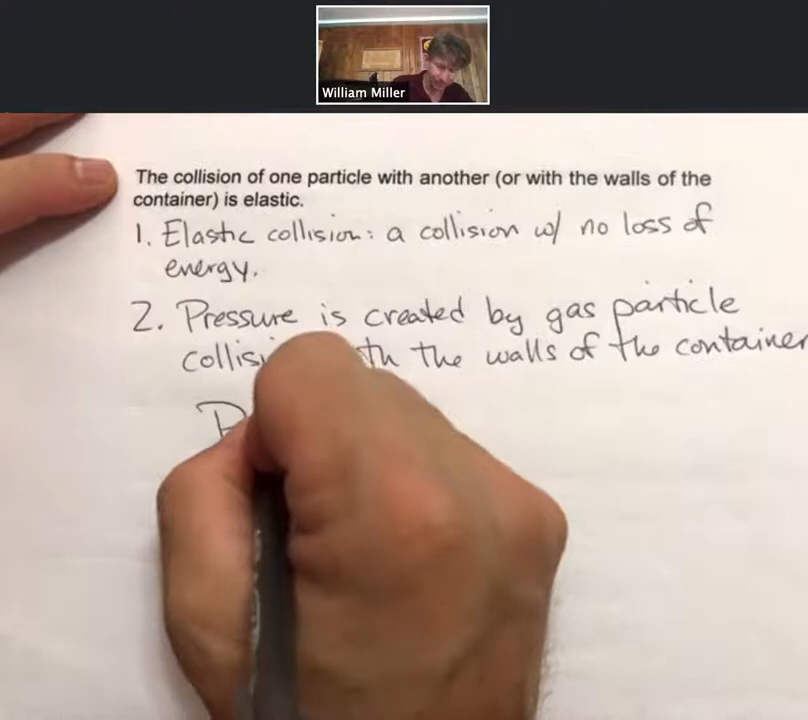 William Miller
The collision of one particle with another (or with the walls of the
container) is elastic.
1. Elastic collision: a collision w/ no loss of
energy.
2. Pressure is created by gas particle
the walls of the container